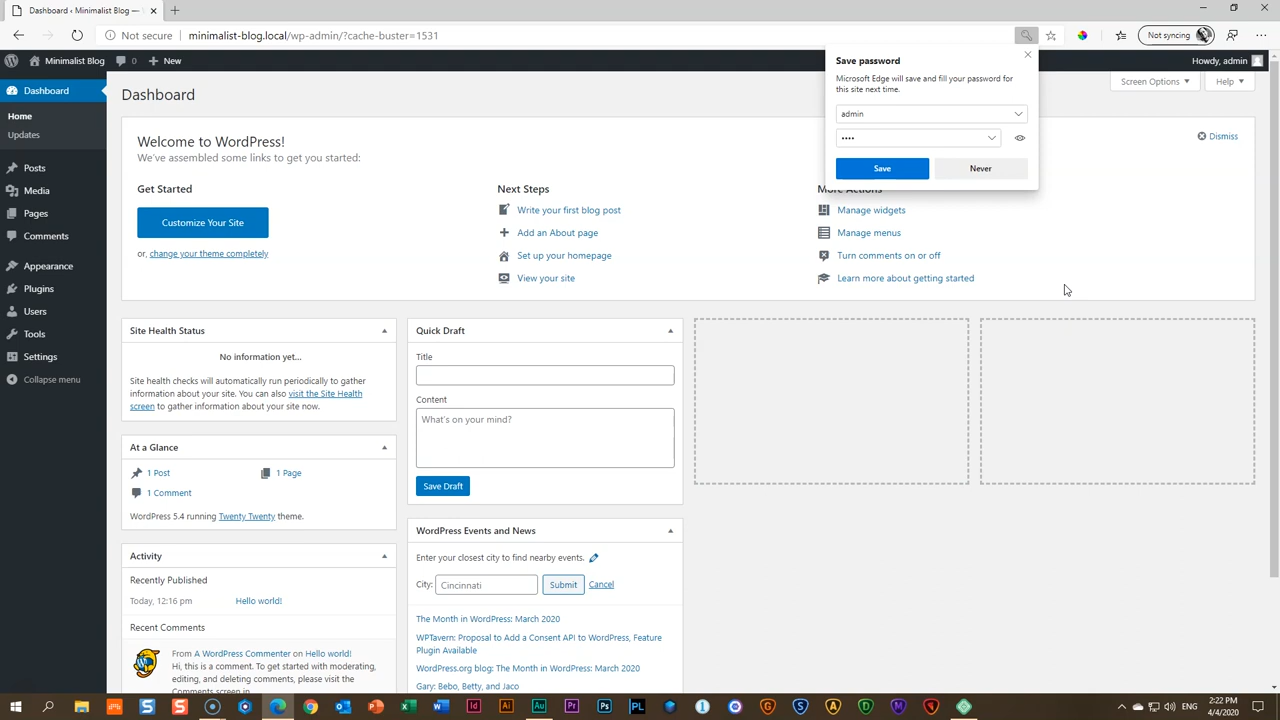 Dashboard ‹ Minimalist Blog —
Not secure
minimalist-blog.local/wp-admin/?cache-buster=1531
Not syncing
Minimalist Blog
0
New
Howdy, admin
Save password
Microsoft Edge will save and fill your password for
this site next time.
admin
••••
Save
Never
Dashboard
Home
Updates
Posts
Media
Pages
Comments
Appearance
Plugins
Users
Tools
Settings
Collapse menu
Dashboard
Screen Options
Help
Welcome to WordPress!
We've assembled some links to get you started:
Dismiss
Get Started
Customize Your Site
or, change your theme completely
Next Steps
Write your first blog post
Add an About page
Set up your homepage
View your site
More Actions
Manage widgets
Manage menus
Turn comments on or off
Learn more about getting started
Site Health Status
No information yet...
Site health checks will automatically run periodically to gather
information about your site. You can also visit the Site Health
screen to gather information about your site now.
At a Glance
1 Post
1 Page
1 Comment
WordPress 5.4 running Twenty Twenty theme.
Activity
Recently Published
Today, 12:16 pm
Hello world!
Recent Comments
From A WordPress Commenter on Hello world!
Hi, this is a comment. To get started with moderating,
editing, and deleting comments, please visit the
Comments screen in
Quick Draft
Title
Content
What's on your mind?
Save Draft
WordPress Events and News
Enter your closest city to find nearby events.
City:
Cincinnati
Submit
Cancel
The Month in WordPress: March 2020
WPTavern: Proposal to Add a Consent API to WordPress, Feature
Plugin Available
WordPress.org blog: The Month in WordPress: March 2020
Gary: Bebo, Betty, and Jaco
2:22 PM
4/4/2020